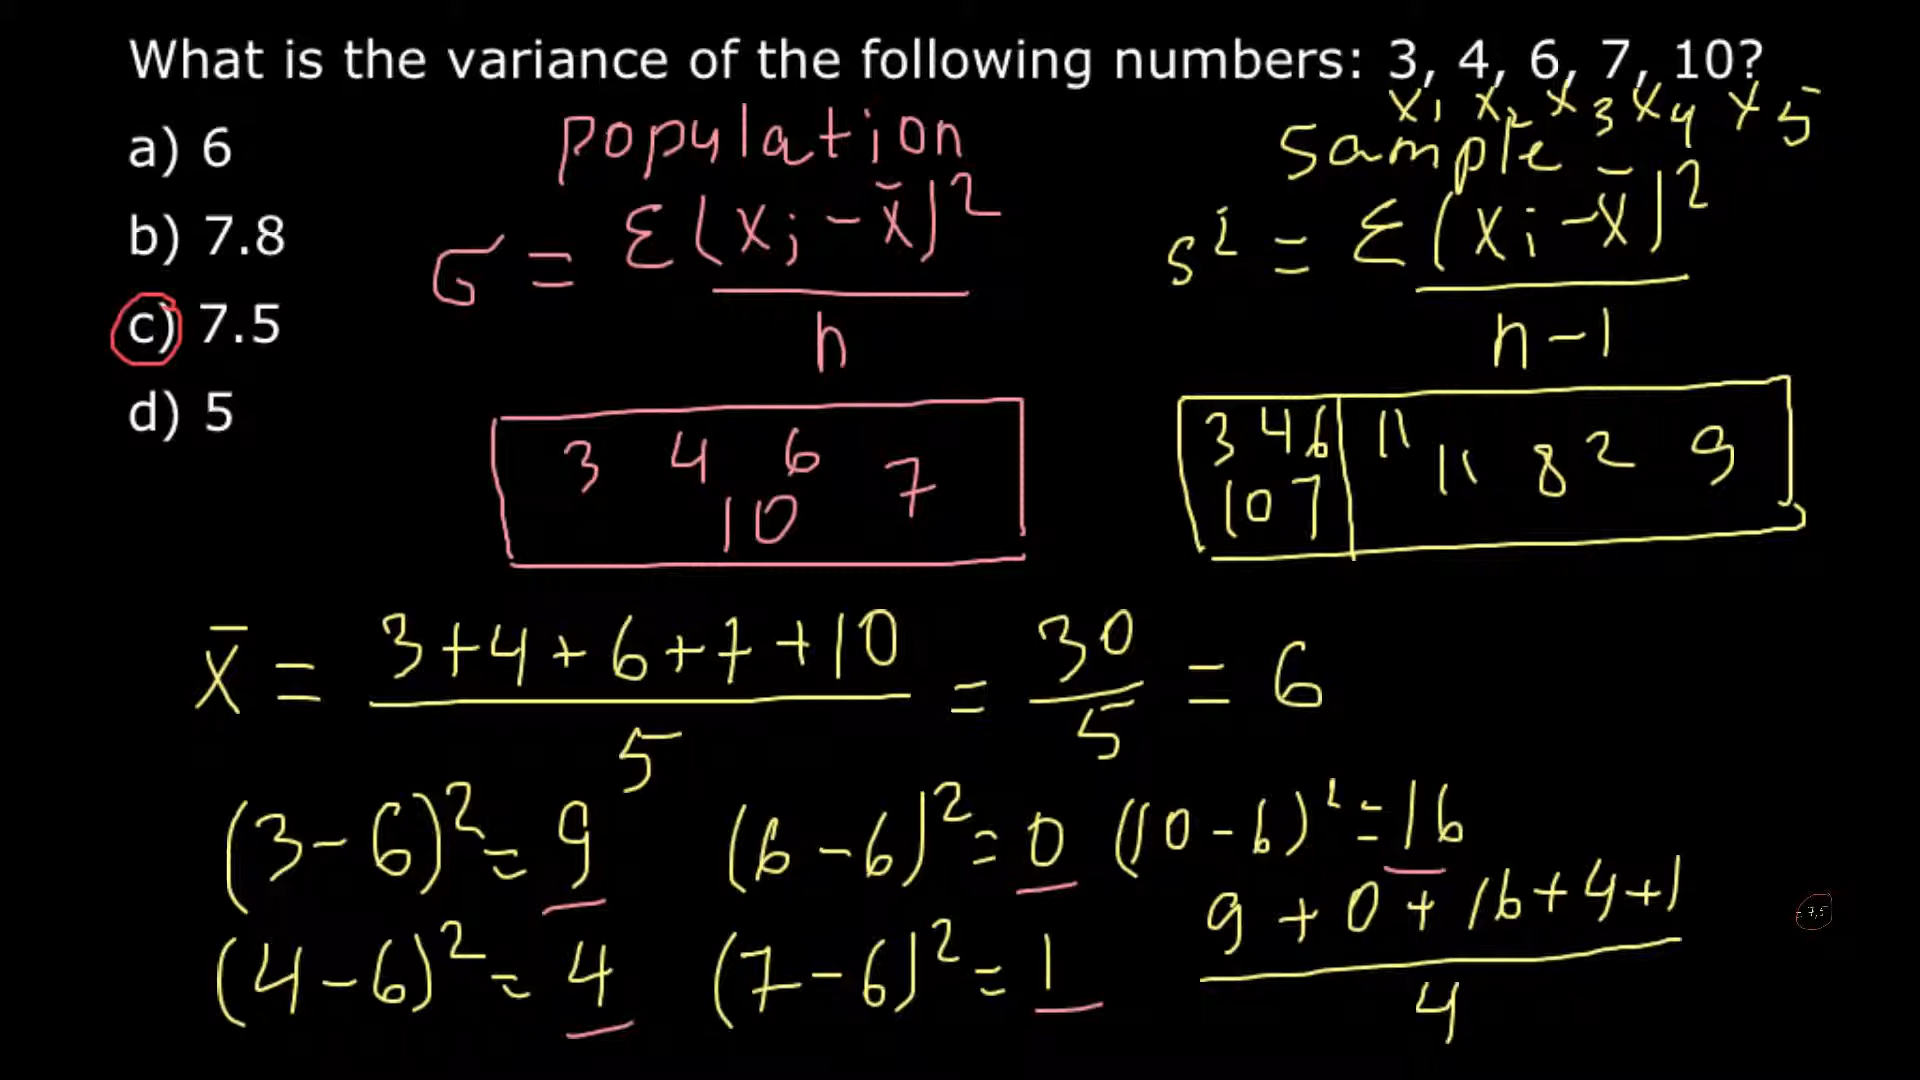 What is the variance of the following numbers: 3, 4, 6, 7, 10?
x₁ x₂ x₃ x₄ x₅
a) 6
b) 7.8
c) 7.5
d) 5
population
σ = Σ(xᵢ - x̄)²
n
Sample
s² = Σ(xᵢ - x̄)²
n - 1
3 4 6 7
10
3 4 6 11 11 8 2 9
10 7
x̄ = 3+4+6+7+10 = 30 = 6
5 5
(3-6)² = 9 (6-6)² = 0 (10-6)² = 16
(4-6)² = 4 (7-6)² = 1
9+0+16+4+1
4
= 7,5